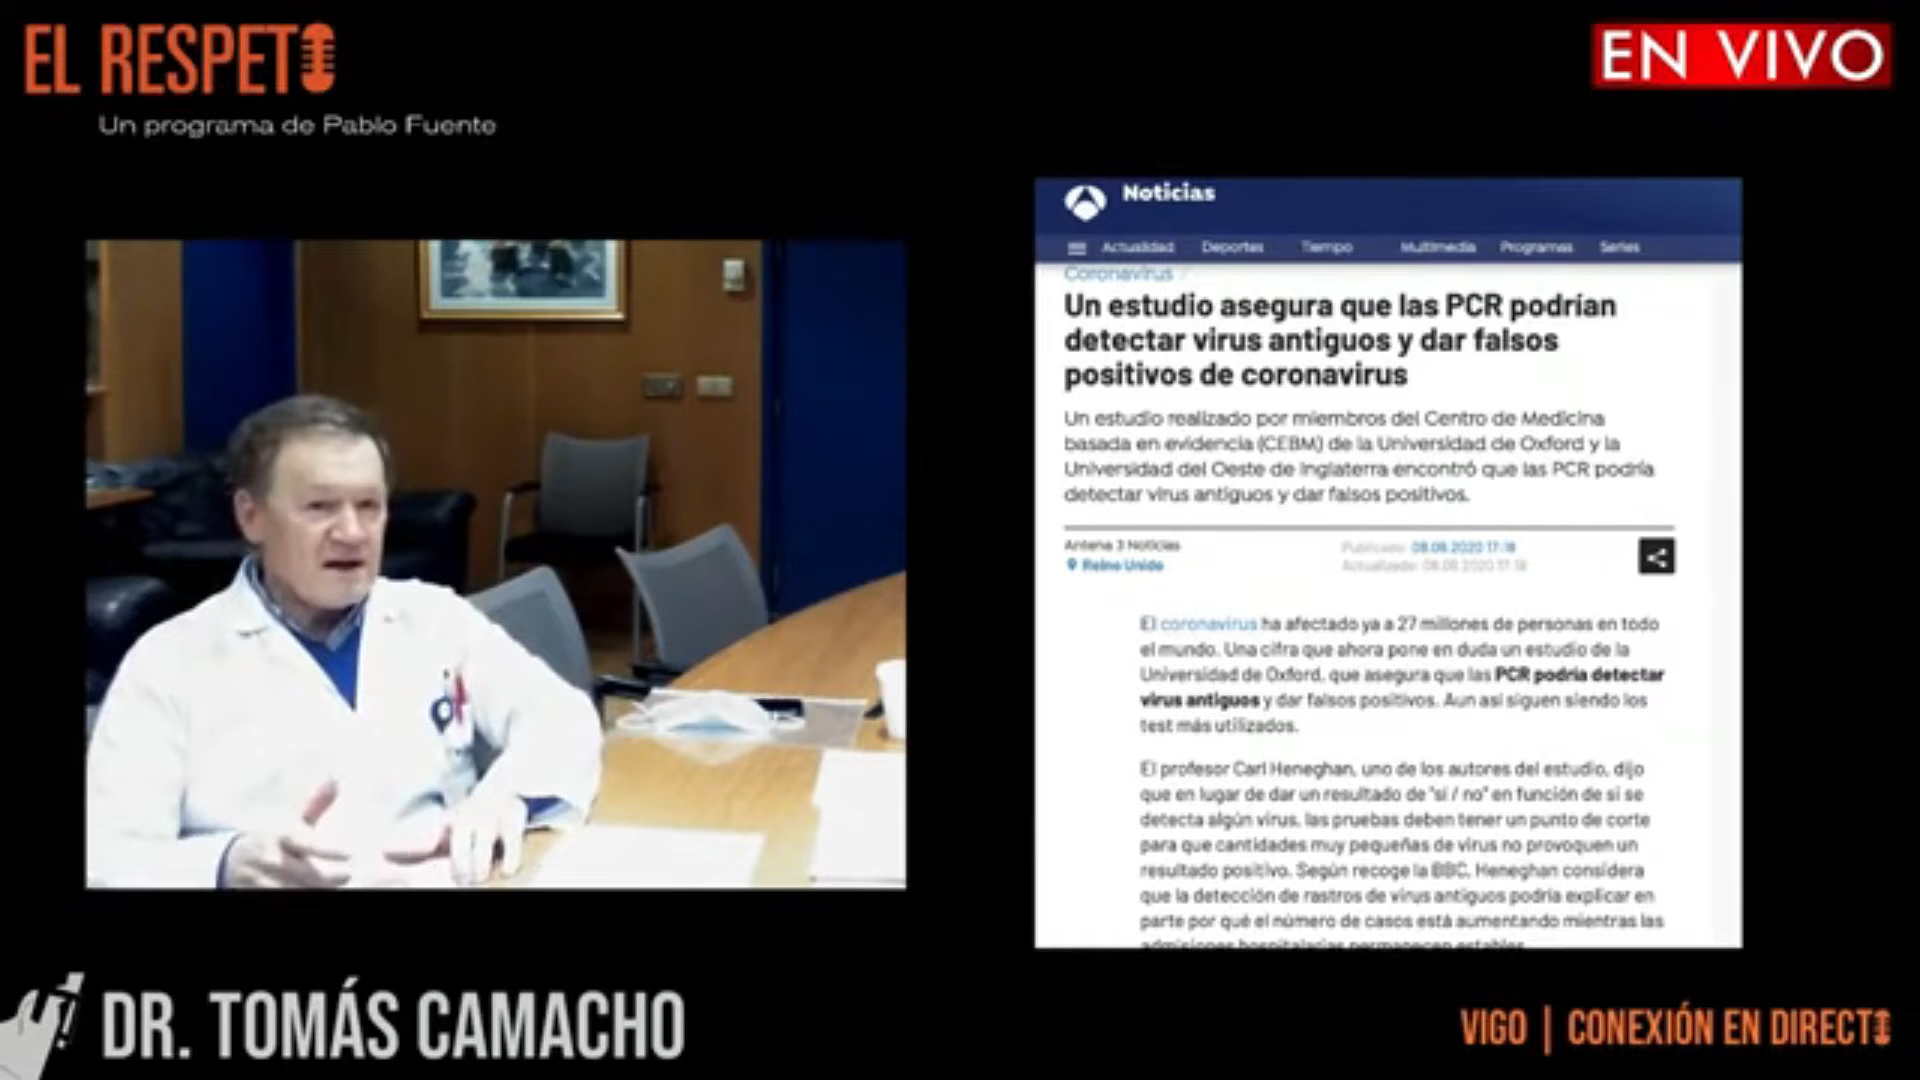 EL RESPETO
Un programa de Pablo Fuente
EN VIVO
Noticias
Actualidad Deportes Tiempo Multimedia Programas Series
Coronavirus /
Un estudio asegura que las PCR podrían
detectar virus antiguos y dar falsos
positivos de coronavirus
Un estudio realizado por miembros del Centro de Medicina
basada en evidencia (CEBM) de la Universidad de Oxford y la
Universidad del Oeste de Inglaterra encontró que las PCR podría
detectar virus antiguos y dar falsos positivos.
Antena 3 Noticias
Reino Unido
Publicado:
Actualizado:
El coronavirus ha afectado ya a 27 millones de personas en todo
el mundo. Una cifra que ahora pone en duda un estudio de la
Universidad de Oxford, que asegura que las PCR podría detectar
virus antiguos y dar falsos positivos. Aun así siguen siendo los
test más utilizados.
El profesor Carl Heneghan, uno de los autores del estudio, dijo
que en lugar de dar un resultado de "sí / no" en función de si se
detecta algún virus, las pruebas deben tener un punto de corte
para que cantidades muy pequeñas de virus no provoquen un
resultado positivo. Según recoge la BBC, Heneghan considera
que la detección de rastros de virus antiguos podría explicar en
parte por qué el número de casos está aumentando mientras las
admisiones hospitalarias permanecen estables.
DR. TOMÁS CAMACHO
VIGO | CONEXIÓN EN DIRECTO